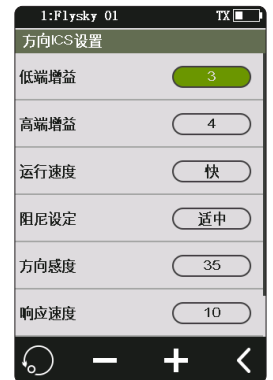 1:Flysky 01 TX
方向ICS设置
低端增益 3
高端增益 4
运行速度 快
阻尼设定 适中
方向感度 35
响应速度 10